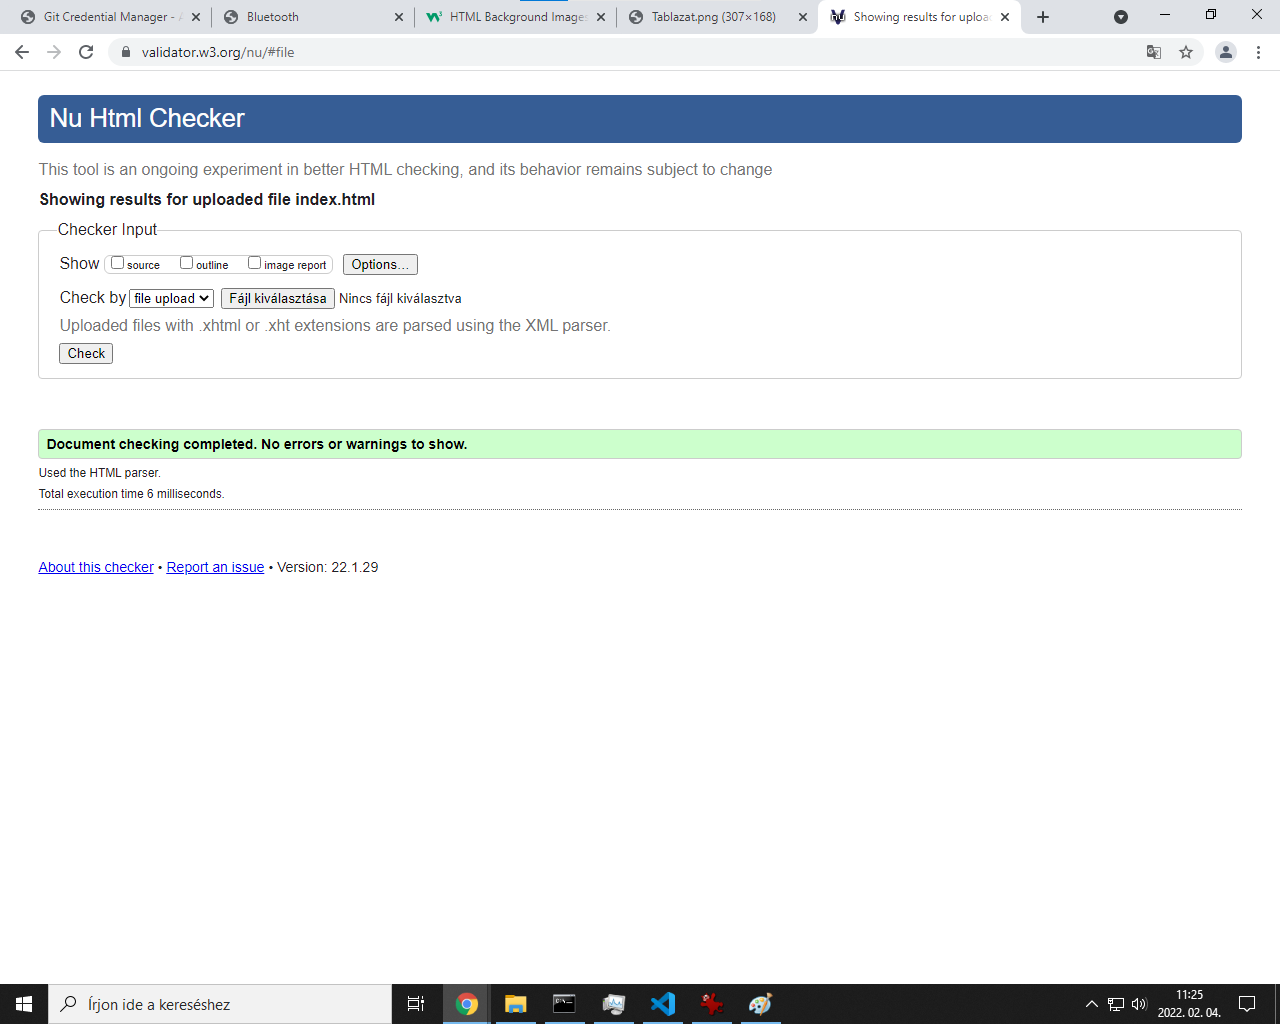 Git Credential Manager - A
Bluetooth
HTML Background Images
Tablazat.png (307×168)
Showing results for uploa
validator.w3.org/nu/#file
Nu Html Checker
This tool is an ongoing experiment in better HTML checking, and its behavior remains subject to change
Showing results for uploaded file index.html
Checker Input
Show source outline image report Options...
Check by file upload Fájl kiválasztása Nincs fájl kiválasztva
Uploaded files with .xhtml or .xht extensions are parsed using the XML parser.
Check
Document checking completed. No errors or warnings to show.
Used the HTML parser.
Total execution time 6 milliseconds.
About this checker • Report an issue • Version: 22.1.29
Írjon ide a kereséshez
11:25
2022. 02. 04.